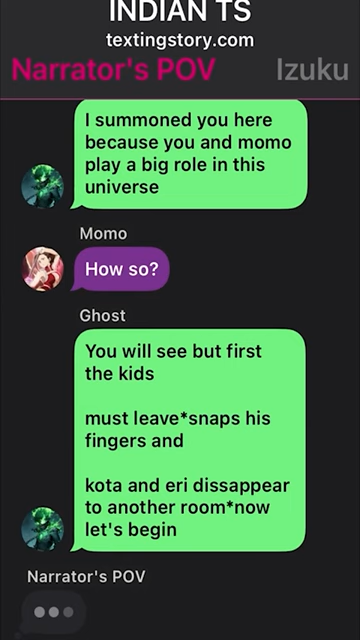 INDIAN TS
textingstory.com
Narrator's POV Izuku
I summoned you here
because you and momo
play a big role in this
universe
Momo
How so?
Ghost
You will see but first
the kids
must leave*snaps his
fingers and
kota and eri dissappear
to another room*now
let's begin
Narrator's POV